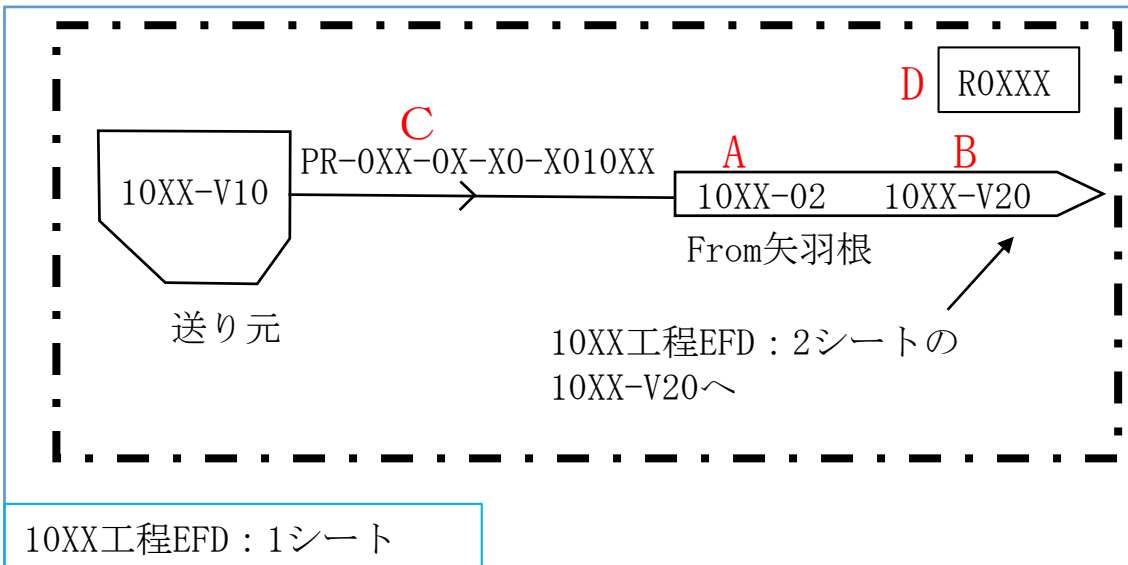 D
R0XXX
C
PR-0XX-0X-X0-X010XX
A
B
10XX-V10
10XX-02
10XX-V20
From矢羽根
送り元
10XX工程EFD：2シートの
10XX-V20へ
10XX工程EFD：1シート